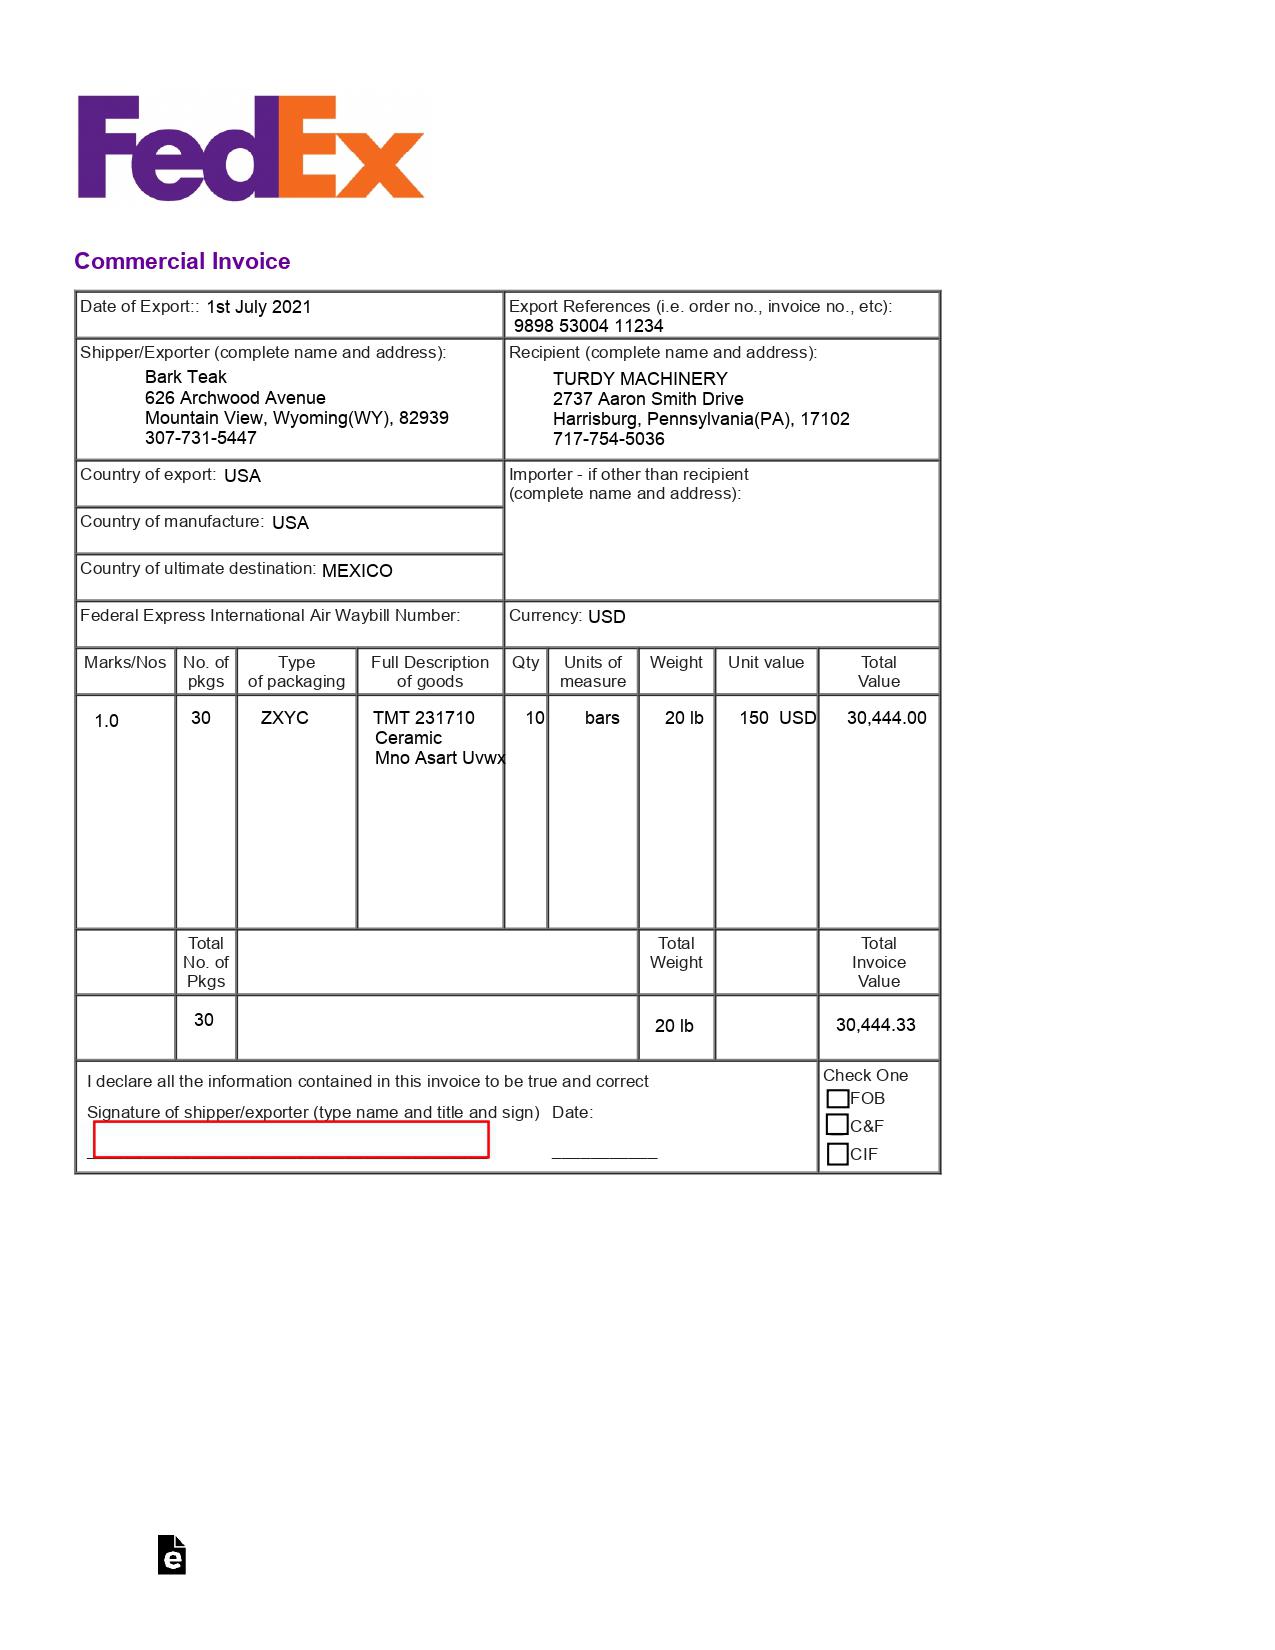 FedEx
Commercial Invoice
Date of Export:: 1st July 2021
Export References (i.e. order no., invoice no., etc):
9898 53004 11234
Shipper/Exporter (complete name and address):
Bark Teak
626 Archwood Avenue
Mountain View, Wyoming(WY), 82939
307-731-5447
Recipient (complete name and address):
TURDY MACHINERY
2737 Aaron Smith Drive
Harrisburg, Pennsylvania(PA), 17102
717-754-5036
Country of export: USA
Importer - if other than recipient
(complete name and address):
Country of manufacture: USA
Country of ultimate destination: MEXICO
Federal Express International Air Waybill Number:
Currency: USD
Marks/Nos
No. of
pkgs
Type
of packaging
Full Description
of goods
Qty
Units of
measure
Weight
Unit value
Total
Value
1.0
30
ZXYC
TMT 231710
Ceramic
Mno Asart Uvwx
10
bars
20 lb
150 USD
30,444.00
Total
No. of
Pkgs
Total
Weight
Total
Invoice
Value
30
20 lb
30,444.33
I declare all the information contained in this invoice to be true and correct
Signature of shipper/exporter (type name and title and sign) Date:
Check One
FOB
C&F
CIF
e